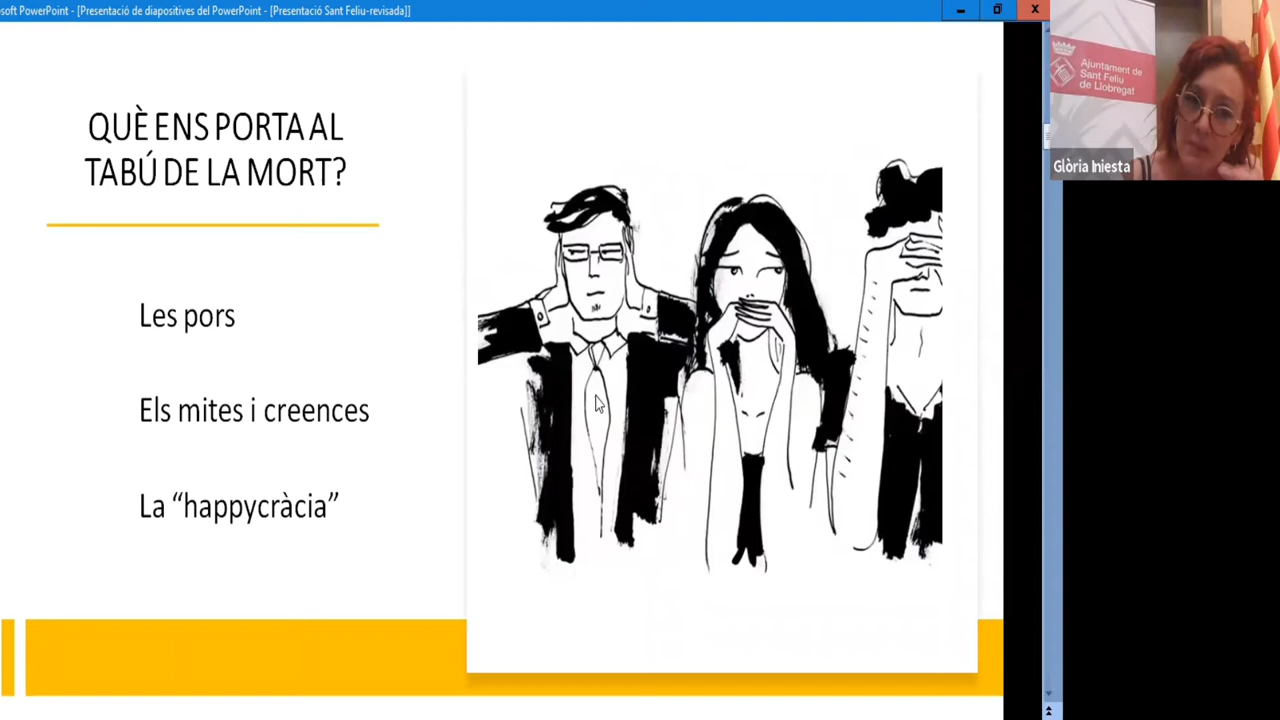 soft PowerPoint - [Presentació de diapositives del PowerPoint - [Presentació Sant Feliu-revisada]]
QUÈ ENS PORTA AL
TABÚ DE LA MORT?
Les pors
Els mites i creences
La “happycràcia”
Ajuntament de
Sant Feliu
de Llobregat
Glòria Iniesta